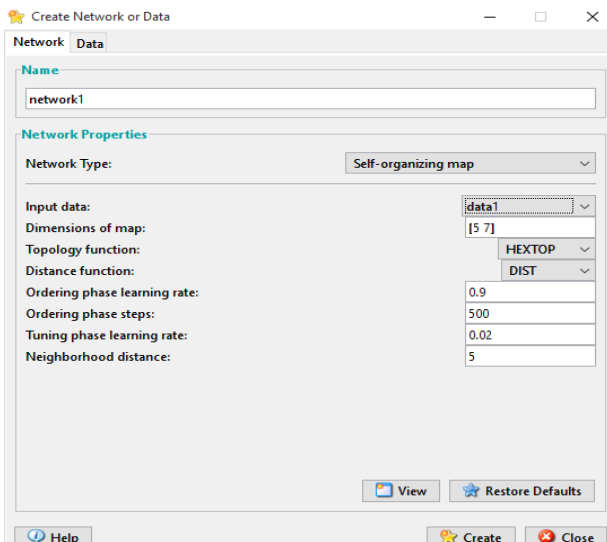 Create Network or Data
Network Data
Name
network1
Network Properties
Network Type: Self-organizing map
Input data: data1
Dimensions of map: [5 7]
Topology function: HEXTOP
Distance function: DIST
Ordering phase learning rate: 0.9
Ordering phase steps: 500
Tuning phase learning rate: 0.02
Neighborhood distance: 5
View Restore Defaults
Help Create Close